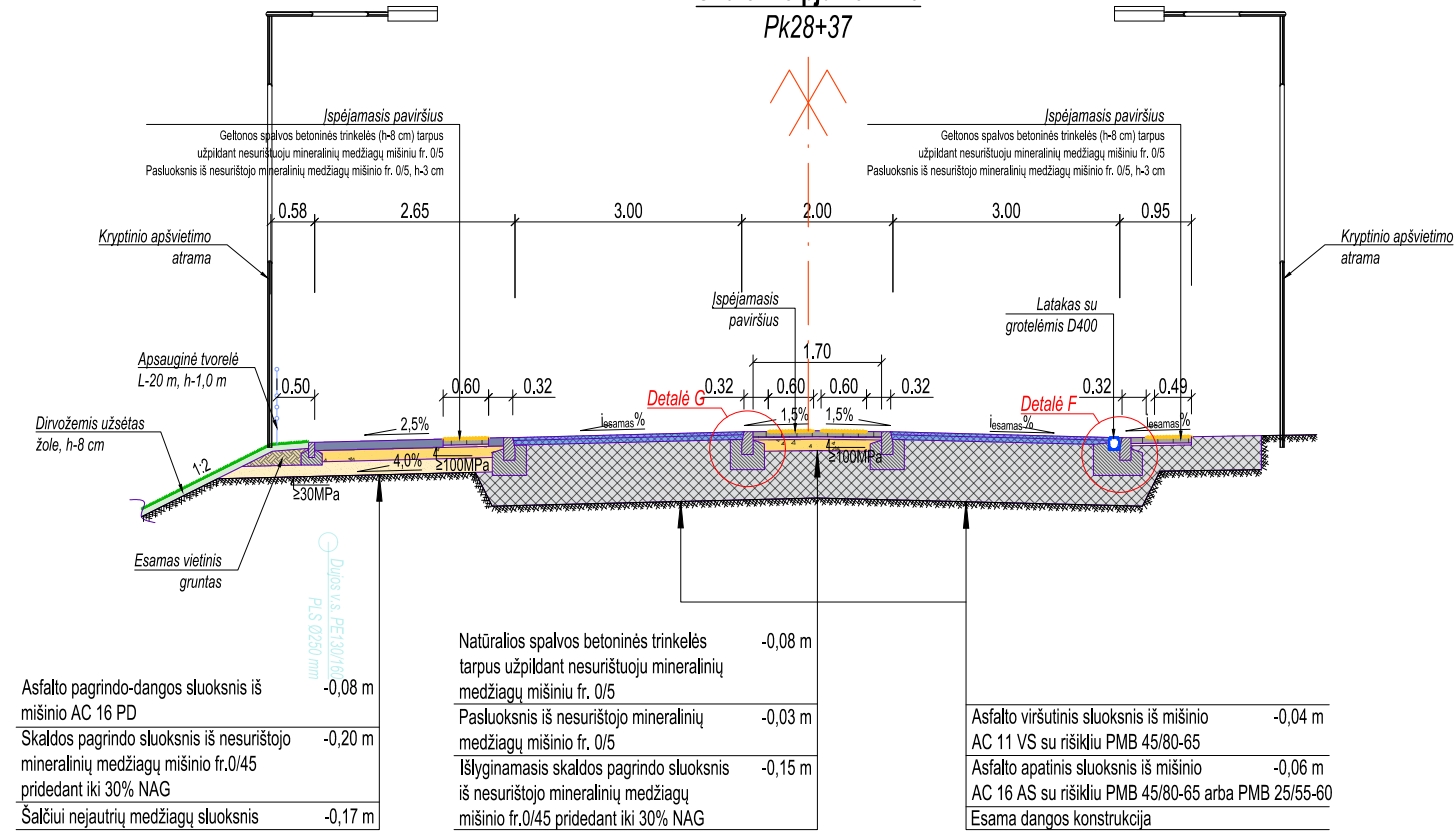 Pk28+37
Įspėjamasis paviršius
Geltonos spalvos betoninės trinkelės (h-8 cm) tarpus
užpildant nesurištuoju mineralinių medžiagų mišiniu fr. 0/5
Pasluoksnis iš nesurištojo mineralinių medžiagų mišinio fr. 0/5, h-3 cm
Įspėjamasis paviršius
Geltonos spalvos betoninės trinkelės (h-8 cm) tarpus
užpildant nesurištuoju mineralinių medžiagų mišiniu fr. 0/5
Pasluoksnis iš nesurištojo mineralinių medžiagų mišinio fr. 0/5, h-3 cm
0.58 2.65 3.00 2.00 3.00 0.95
Kryptinio apšvietimo
atrama
Kryptinio apšvietimo
atrama
Įspėjamasis
paviršius
Latakas su
grotelėmis D400
Apsauginė tvorelė
L-20 m, h-1,0 m
1.70
0.50 0.60 0.32 0.32 0.60 0.60 0.32 0.32 0.49
Detalė G
Detalė F
Dirvožemis užsėtas
žole, h-8 cm
2,5% iesamas% 1,5% 1,5% iesamas% iesamas%
1:2
4,0%
≥100MPa
≥100MPa
≥30MPa
Esamas vietinis
gruntas
Dujos v.s. PE130/160
PLS Ø250 mm
Asfalto pagrindo-dangos sluoksnis iš -0,08 m
mišinio AC 16 PD
Skaldos pagrindo sluoksnis iš nesurištojo -0,20 m
mineralinių medžiagų mišinio fr.0/45
pridedant iki 30% NAG
Šalčiui nejautrių medžiagų sluoksnis -0,17 m
Natūralios spalvos betoninės trinkelės -0,08 m
tarpus užpildant nesurištuoju mineralinių
medžiagų mišiniu fr. 0/5
Pasluoksnis iš nesurištojo mineralinių -0,03 m
medžiagų mišinio fr. 0/5
Išlyginamasis skaldos pagrindo sluoksnis -0,15 m
iš nesurištojo mineralinių medžiagų
mišinio fr.0/45 pridedant iki 30% NAG
Asfalto viršutinis sluoksnis iš mišinio -0,04 m
AC 11 VS su rišikliu PMB 45/80-65
Asfalto apatinis sluoksnis iš mišinio -0,06 m
AC 16 AS su rišikliu PMB 45/80-65 arba PMB 25/55-60
Esama dangos konstrukcija